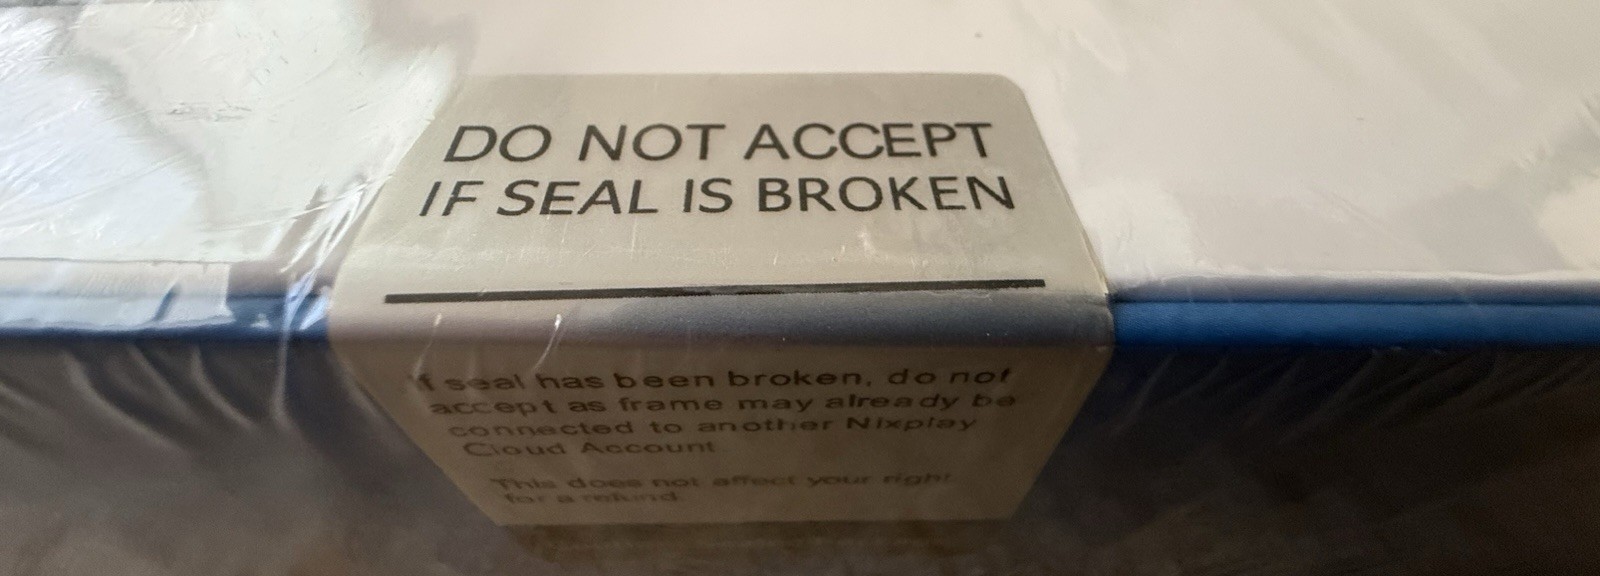 DO NOT ACCEPT
IF SEAL IS BROKEN
If seal has been broken, do not
accept as frame may already be
connected to another Nixplay
Cloud Account
This does not affect your right
for a refund.